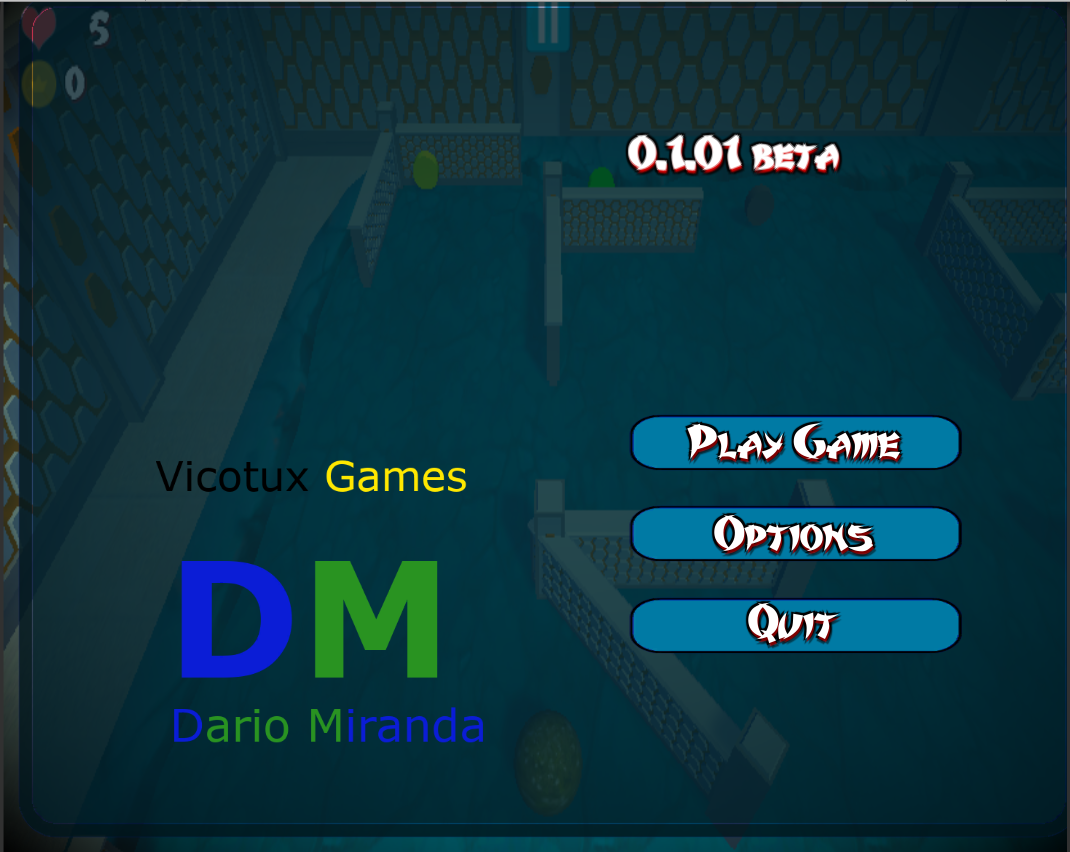 5
0
0.1.01 BETA
Play Game
Options
Quit
Vicotux Games
DM
Dario Miranda